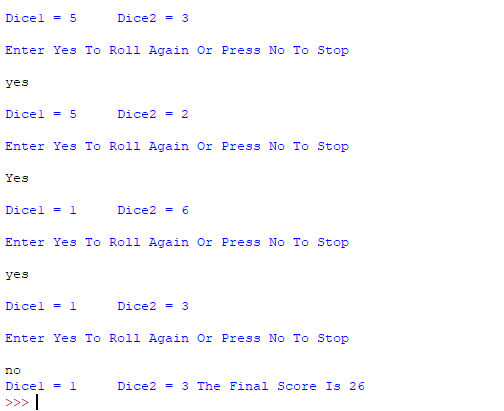 Dice1 = 5     Dice2 = 3
Enter Yes To Roll Again Or Press No To Stop
yes
Dice1 = 5     Dice2 = 2
Enter Yes To Roll Again Or Press No To Stop
Yes
Dice1 = 1     Dice2 = 6
Enter Yes To Roll Again Or Press No To Stop
yes
Dice1 = 1     Dice2 = 3
Enter Yes To Roll Again Or Press No To Stop
no
Dice1 = 1     Dice2 = 3 The Final Score Is 26
>>>